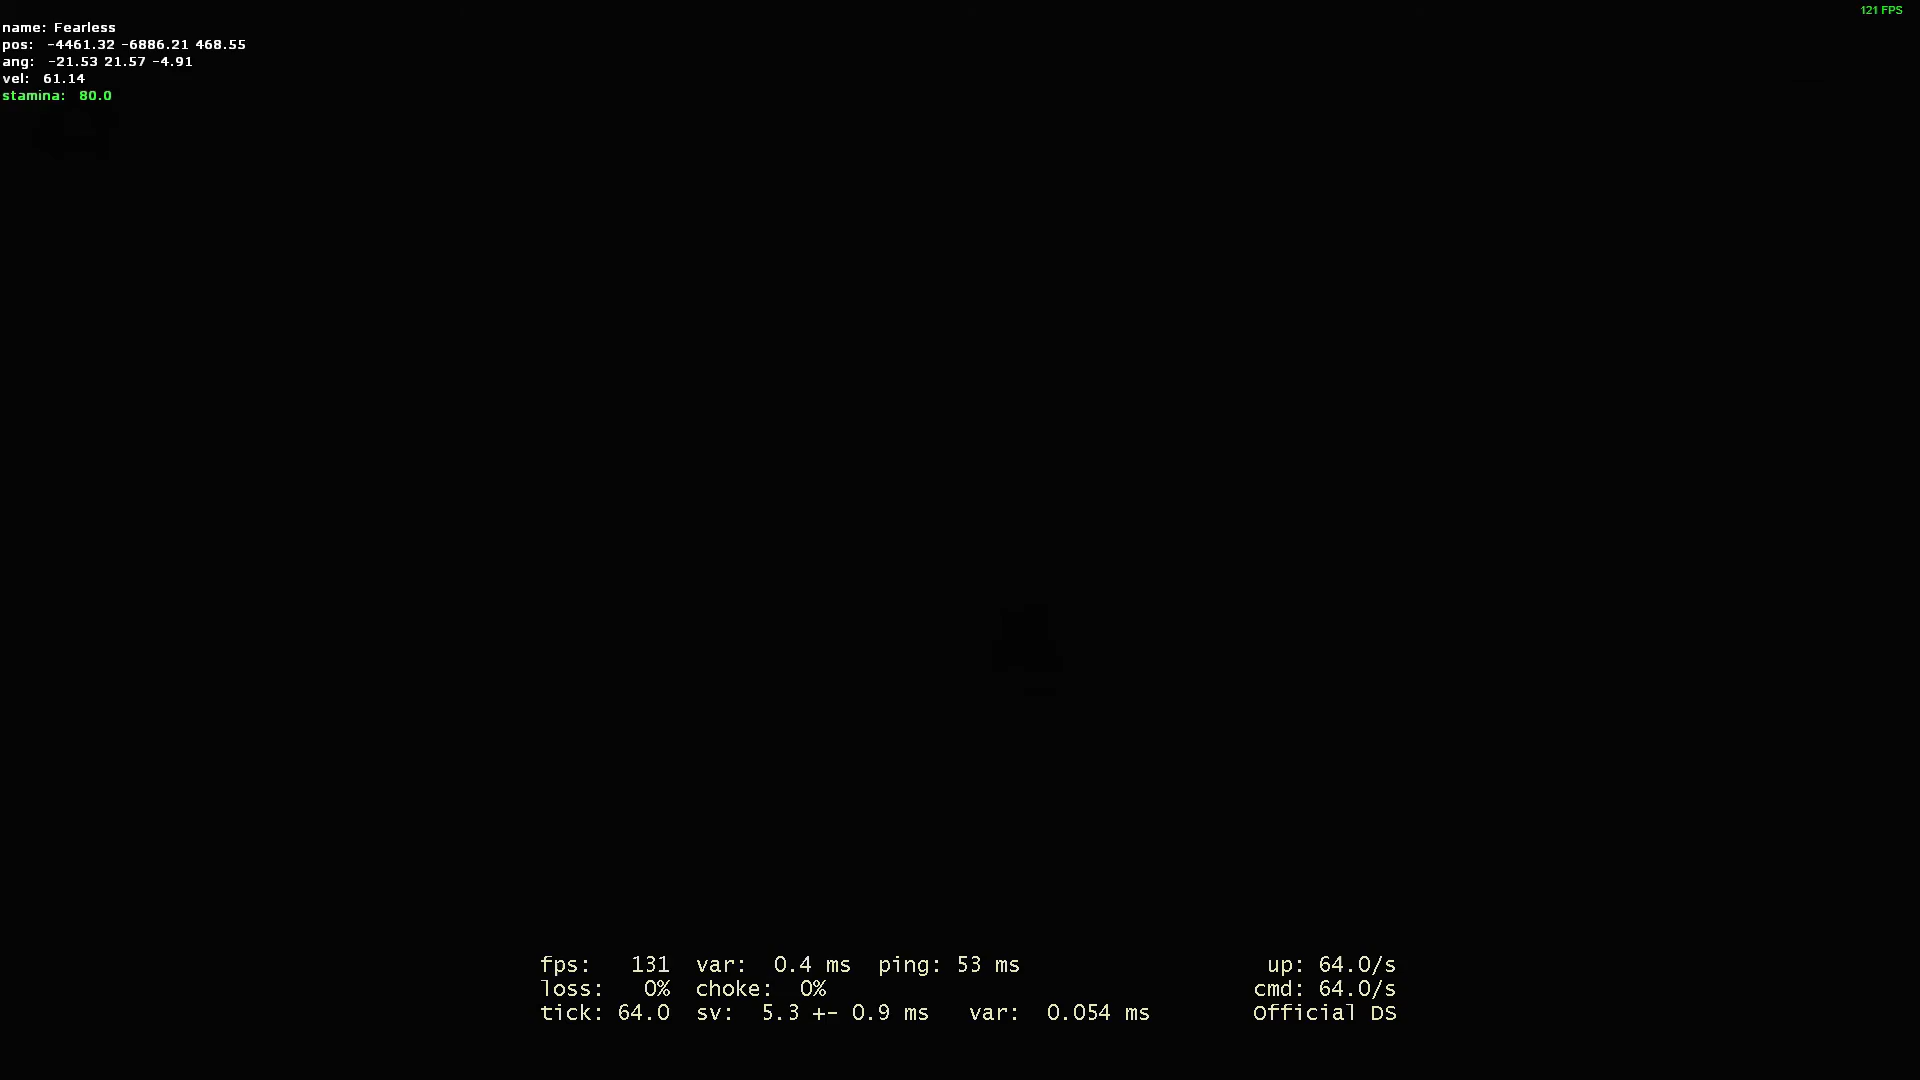 121 FPS
name: Fearless
pos: -4461.32 -6886.21 468.55
ang: -21.53 21.57 -4.91
vel: 61.14
stamina: 80.0
fps: 131 var: 0.4 ms ping: 53 ms up: 64.0/s
loss: 0% choke: 0% cmd: 64.0/s
tick: 64.0 sv: 5.3 +- 0.9 ms var: 0.054 ms Official DS